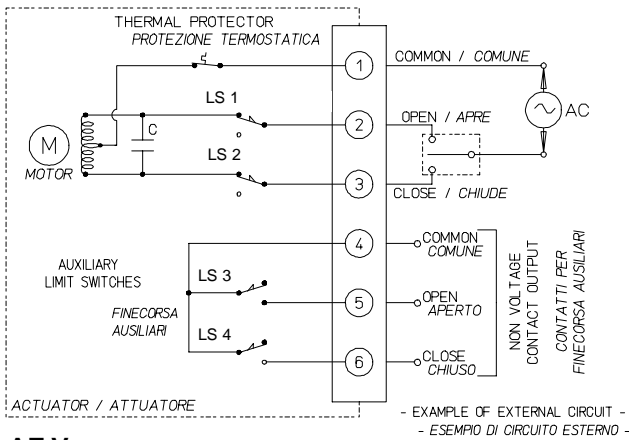 THERMAL PROTECTOR
PROTEZIONE TERMOSTATICA
1
COMMON / COMUNE
LS 1
2
OPEN / APRE
AC
M
MOTOR
C
LS 2
3
CLOSE / CHIUDE
4
COMMON
COMUNE
AUXILIARY
LIMIT SWITCHES
LS 3
5
OPEN
APERTO
FINECORSA
AUSILIARI
LS 4
6
CLOSE
CHIUSO
NON VOLTAGE
CONTACT OUTPUT
CONTATTI PER
FINECORSA AUSILIARI
ACTUATOR / ATTUATORE
- EXAMPLE OF EXTERNAL CIRCUIT -
- ESEMPIO DI CIRCUITO ESTERNO -